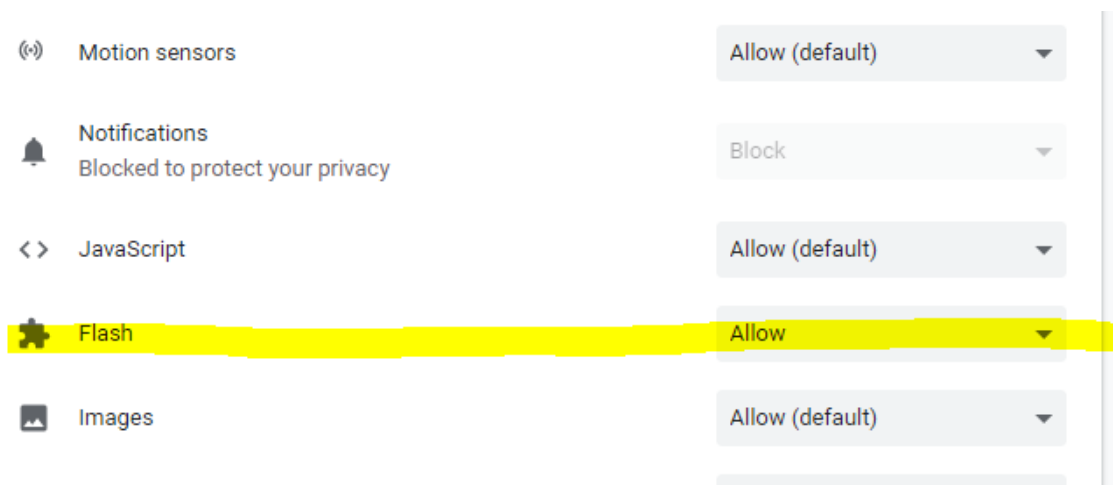 Motion sensors
Allow (default)
Notifications
Blocked to protect your privacy
Block
JavaScript
Allow (default)
Flash
Allow
Images
Allow (default)